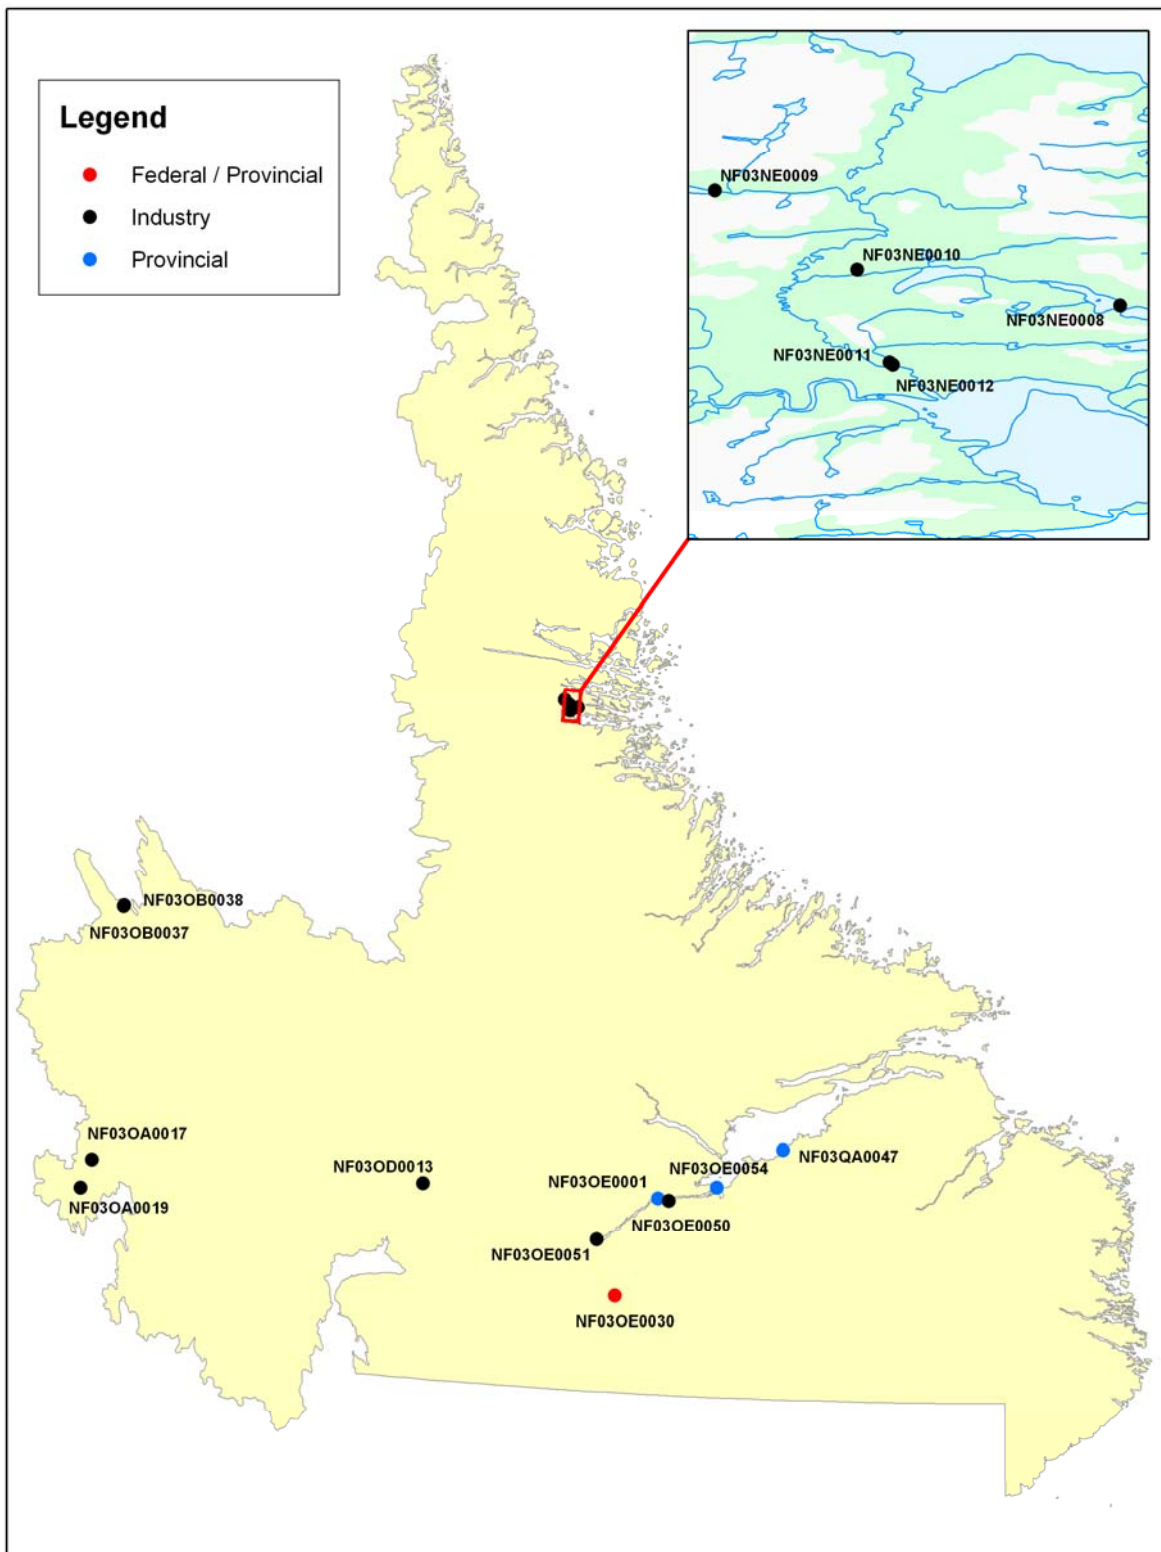 Legend
Federal / Provincial
Industry
Provincial
NF03NE0009
NF03NE0010
NF03NE0008
NF03NE0011
NF03NE0012
NF03OB0038
NF03OB0037
NF03OA0017
NF03OA0019
NF03OD0013
NF03OE0001
NF03OE0054
NF03QA0047
NF03OE0050
NF03OE0051
NF03OE0030